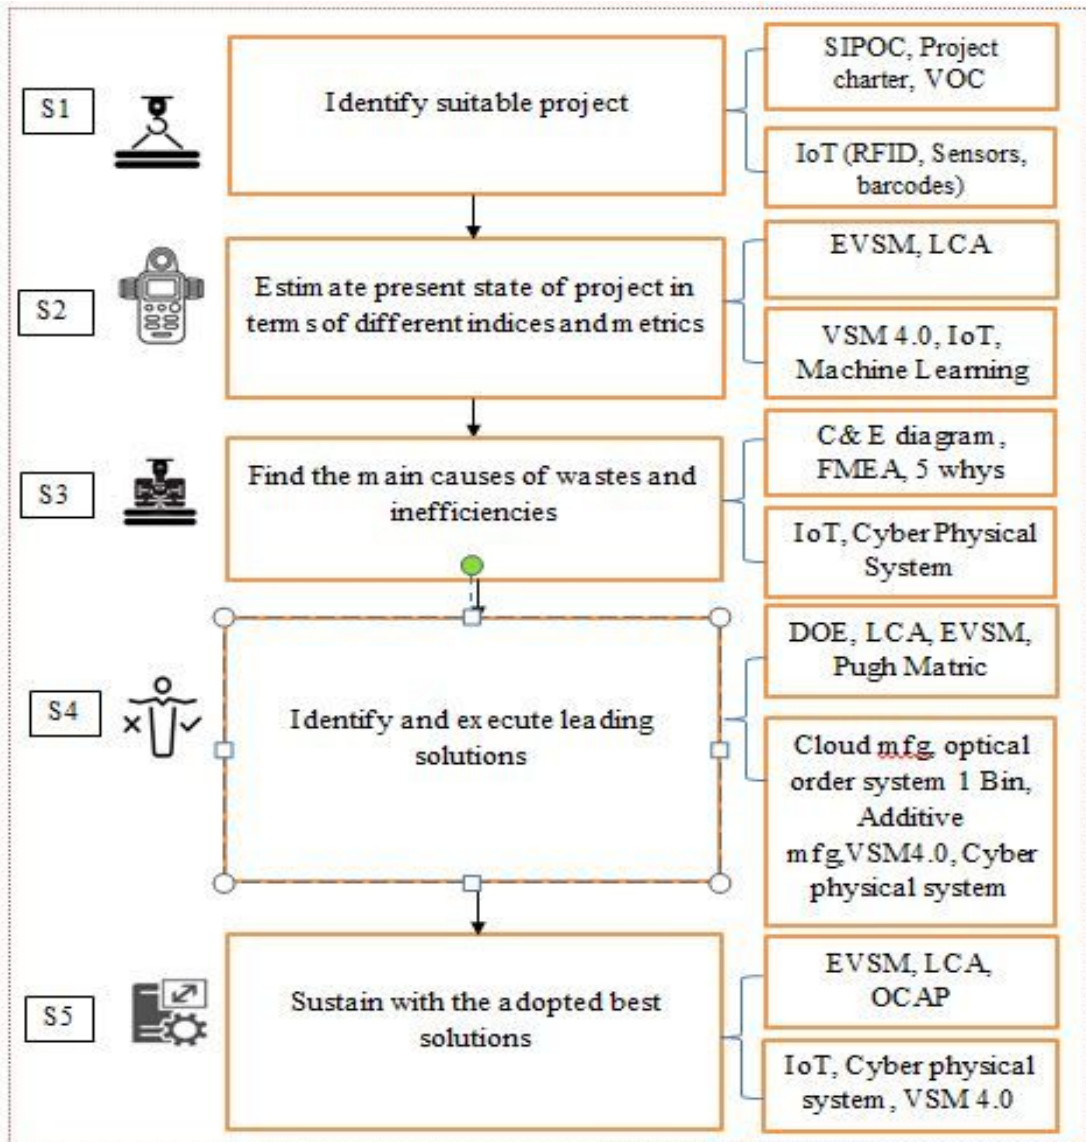 S1
Identify suitable project
SIPOC, Project
charter, VOC
IoT (RFID, Sensors,
barcodes)
S2
Estimate present state of project in
terms of different indices and metrics
EVSM, LCA
VSM 4.0, IoT,
Machine Learning
S3
Find the main causes of wastes and
inefficiencies
C& E diagram,
FMEA, 5 whys
IoT, Cyber Physical
System
S4
Identify and execute leading
solutions
DOE, LCA, EVSM,
Pugh Matric
Cloud mfg, optical
order system 1 Bin,
Additive
mfg,VSM4.0, Cyber
physical system
S5
Sustain with the adopted best
solutions
EVSM, LCA,
OCAP
IoT, Cyber physical
system, VSM 4.0